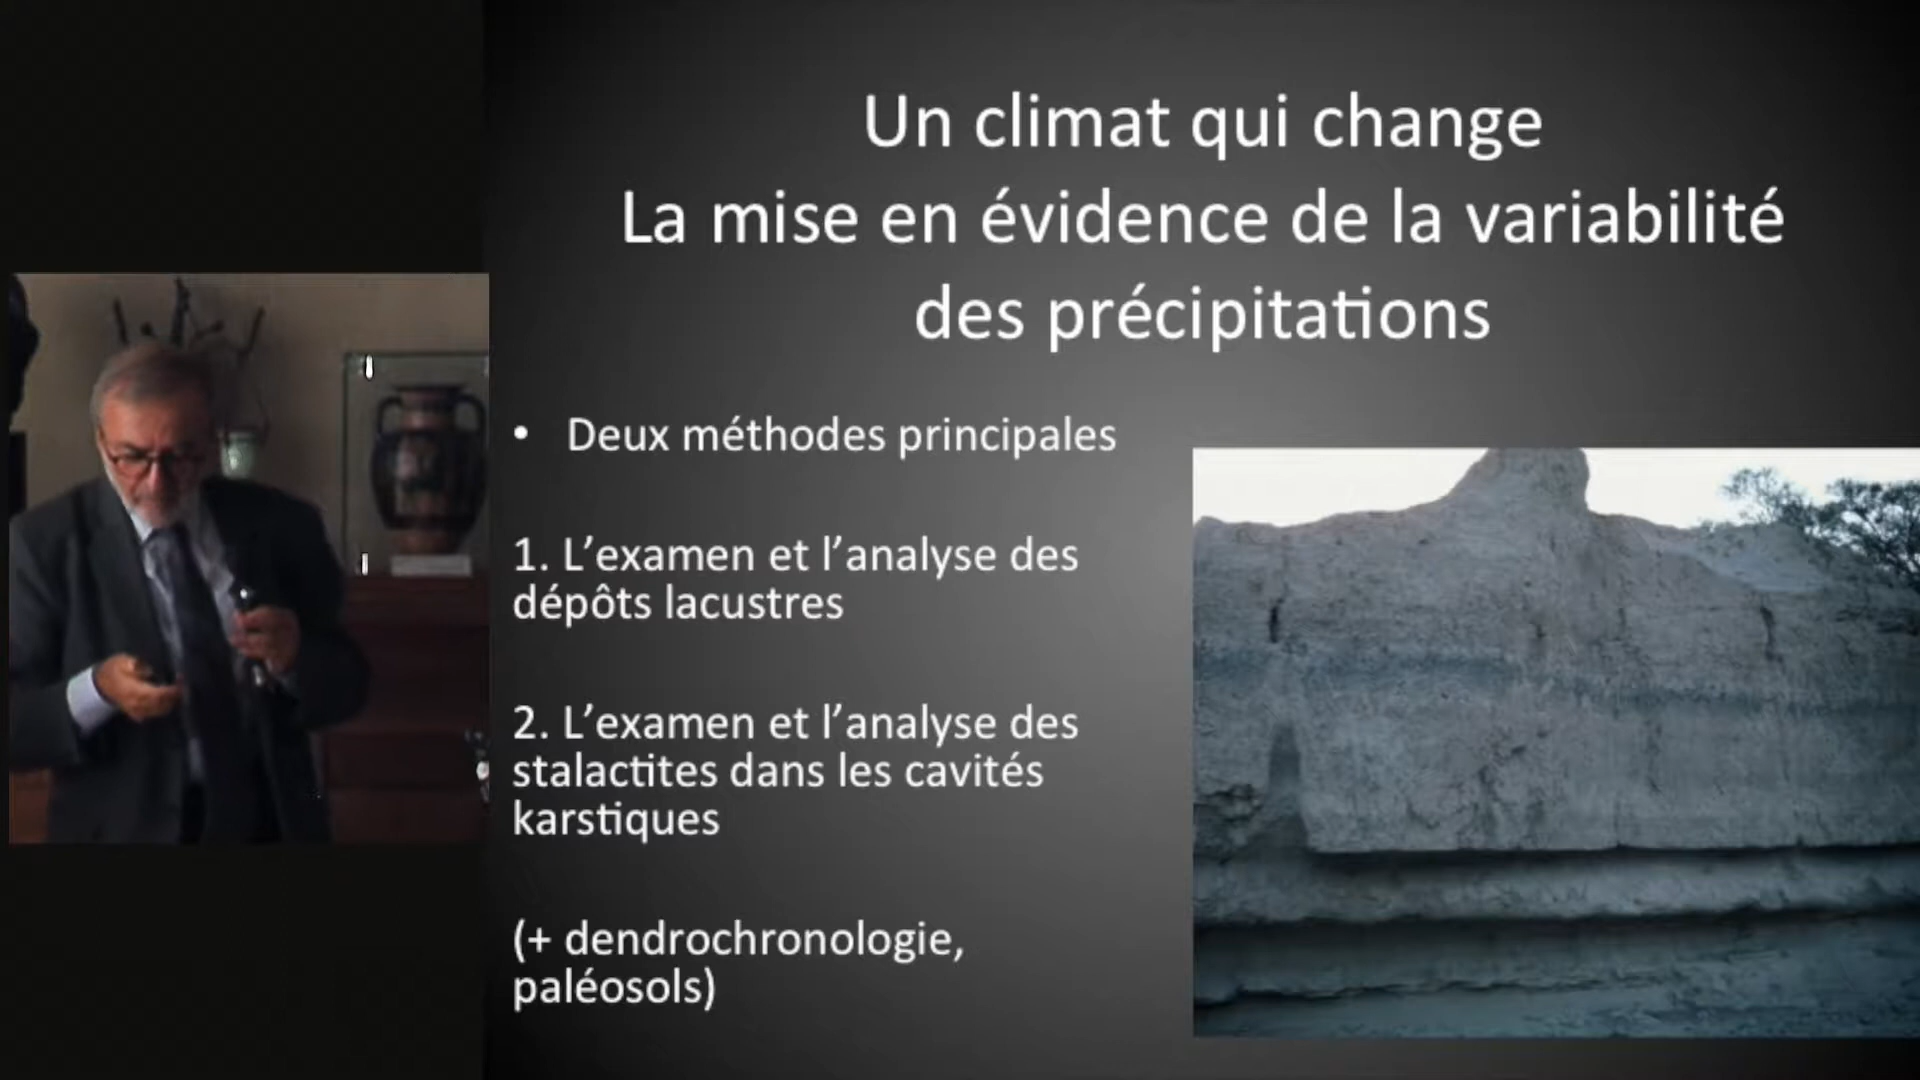 Un climat qui change
La mise en évidence de la variabilité
des précipitations
• Deux méthodes principales
1. L’examen et l’analyse des
dépôts lacustres
2. L’examen et l’analyse des
stalactites dans les cavités
karstiques
(+ dendrochronologie,
paléosols)